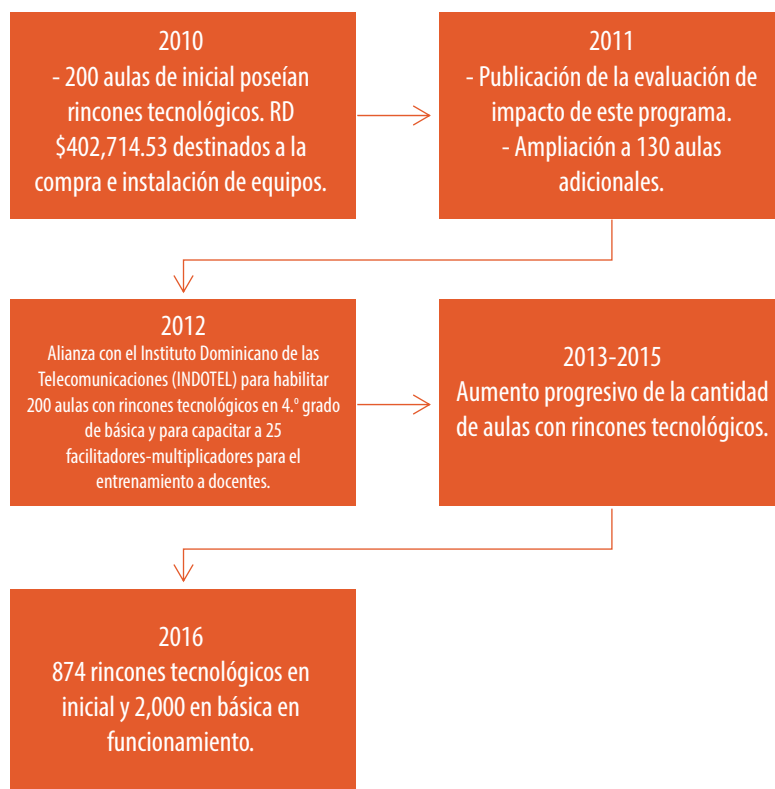 2010
- 200 aulas de inicial poseían
rincones tecnológicos. RD
$402,714.53 destinados a la
compra e instalación de equipos.
2011
- Publicación de la evaluación de
impacto de este programa.
- Ampliación a 130 aulas
adicionales.
2012
Alianza con el Instituto Dominicano de las
Telecomunicaciones (INDOTEL) para habilitar
200 aulas con rincones tecnológicos en 4.º grado
de básica y para capacitar a 25
facilitadores-multiplicadores para el
entrenamiento a docentes.
2013-2015
Aumento progresivo de la cantidad
de aulas con rincones tecnológicos.
2016
874 rincones tecnológicos en
inicial y 2,000 en básica en
funcionamiento.